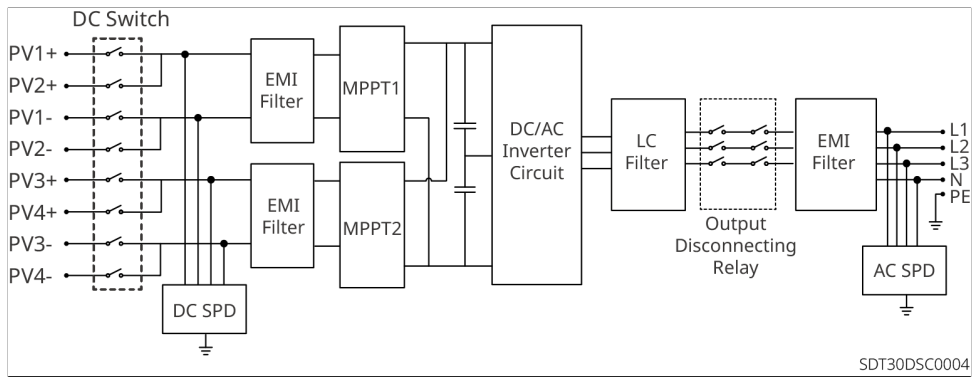 DC Switch
PV1+
PV2+
PV1-
PV2-
PV3+
PV4+
PV3-
PV4-
EMI
Filter
MPPT1
EMI
Filter
MPPT2
DC SPD
DC/AC
Inverter
Circuit
LC
Filter
Output
Disconnecting
Relay
EMI
Filter
L1
L2
L3
N
PE
AC SPD
SDT30DSC0004